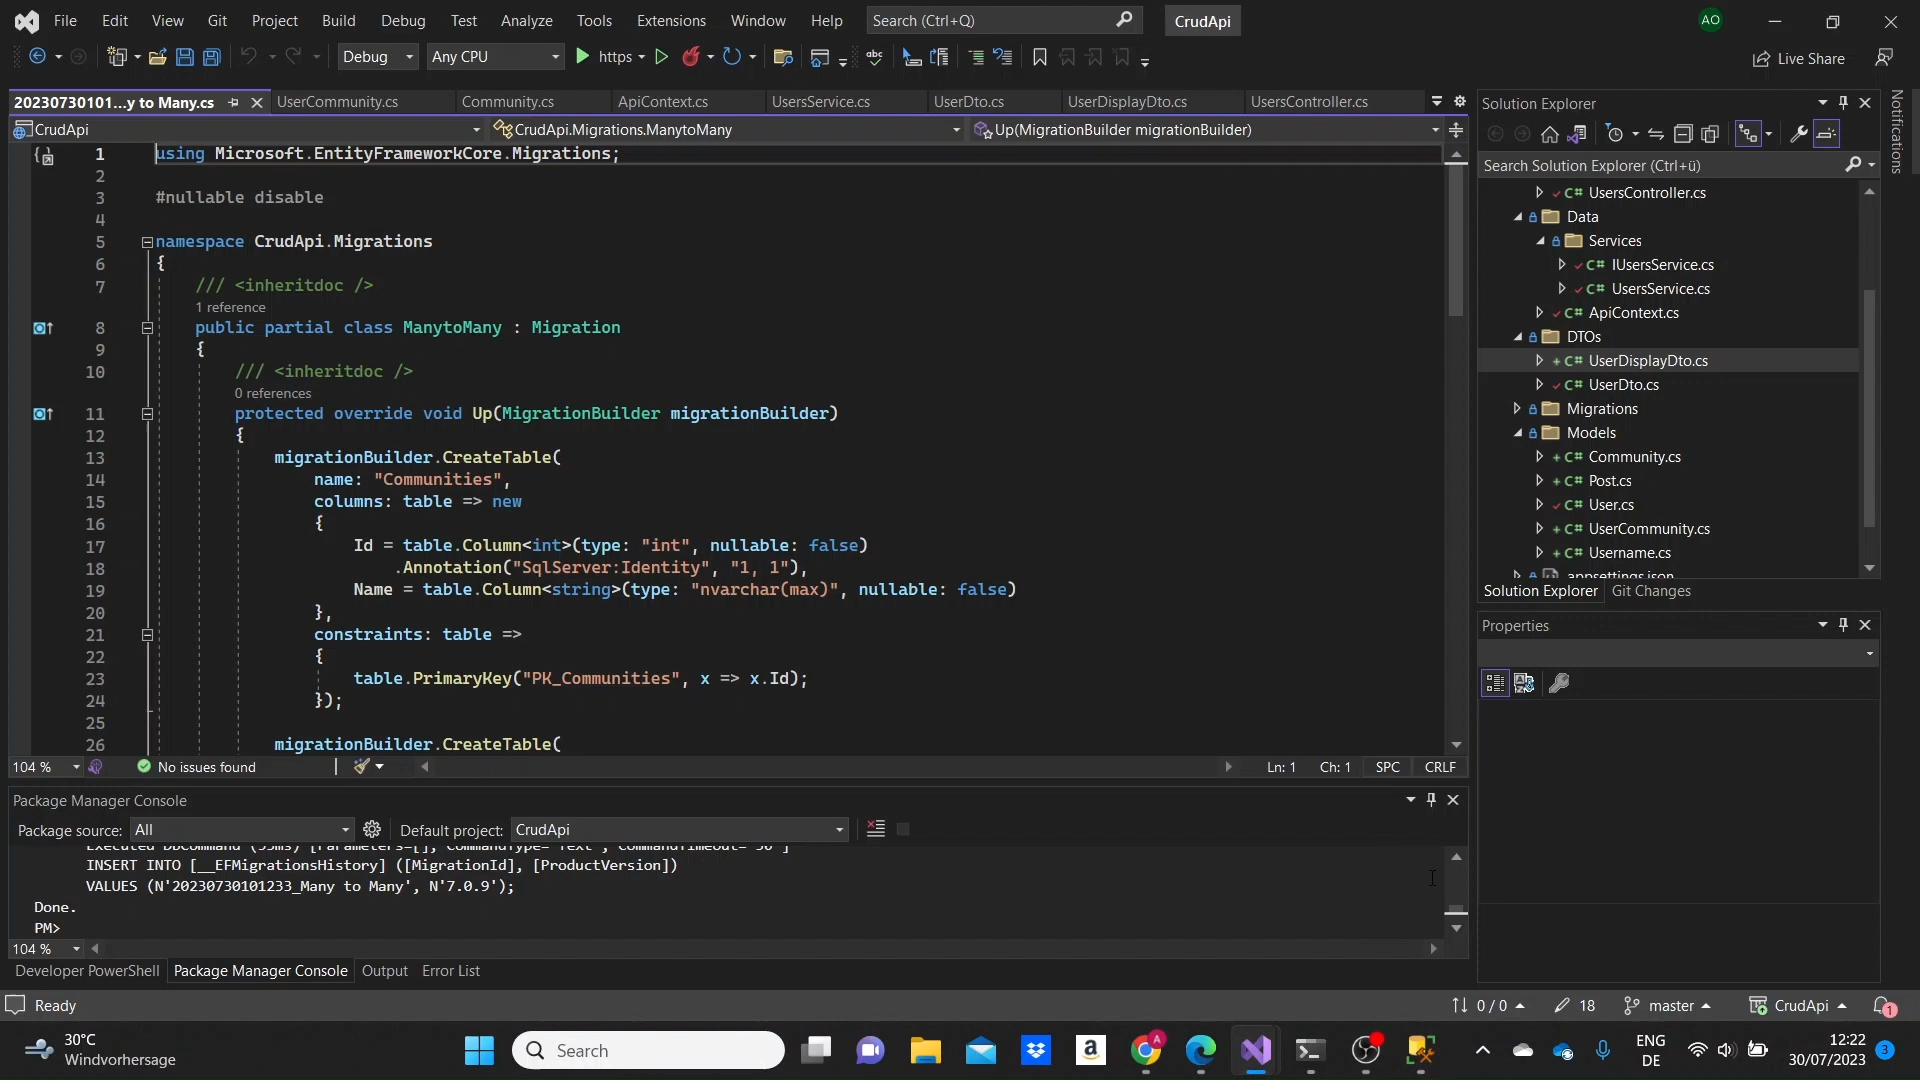 File Edit View Git Project Build Debug Test Analyze Tools Extensions Window Help Search (Ctrl+Q) CrudApi AO
Debug Any CPU https abc Live Share
20230730101...y to Many.cs UserCommunity.cs Community.cs ApiContext.cs UsersService.cs UserDto.cs UserDisplayDto.cs UsersController.cs
CrudApi CrudApi.Migrations.ManytoMany Up(MigrationBuilder migrationBuilder)
1 using Microsoft.EntityFrameworkCore.Migrations;
2
3 #nullable disable
4
5 namespace CrudApi.Migrations
6 {
7 /// <inheritdoc />
1 reference
8 public partial class ManytoMany : Migration
9 {
10 /// <inheritdoc />
0 references
11 protected override void Up(MigrationBuilder migrationBuilder)
12 {
13 migrationBuilder.CreateTable(
14 name: "Communities",
15 columns: table => new
16 {
17 Id = table.Column<int>(type: "int", nullable: false)
18 .Annotation("SqlServer:Identity", "1, 1"),
19 Name = table.Column<string>(type: "nvarchar(max)", nullable: false)
20 },
21 constraints: table =>
22 {
23 table.PrimaryKey("PK_Communities", x => x.Id);
24 });
25
26 migrationBuilder.CreateTable(
104 % No issues found Ln: 1 Ch: 1 SPC CRLF
Package Manager Console
Package source: All Default project: CrudApi
Executed DbCommand (55ms) [Parameters=[], CommandType='Text', CommandTimeout='30']
INSERT INTO [__EFMigrationsHistory] ([MigrationId], [ProductVersion])
VALUES (N'20230730101233_Many to Many', N'7.0.9');
Done.
PM>
104 %
Developer PowerShell Package Manager Console Output Error List
Solution Explorer
Search Solution Explorer (Ctrl+ü)
C# UsersController.cs
Data
Services
C# IUsersService.cs
C# UsersService.cs
C# ApiContext.cs
DTOs
C# UserDisplayDto.cs
C# UserDto.cs
Migrations
Models
C# Community.cs
C# Post.cs
C# User.cs
C# UserCommunity.cs
C# Username.cs
appsettings.json
Solution Explorer Git Changes
Properties
Notifications
Ready 0 / 0 18 master CrudApi 1
30°C
Windvorhersage
Search
A
a
ENG
DE
12:22
30/07/2023
3